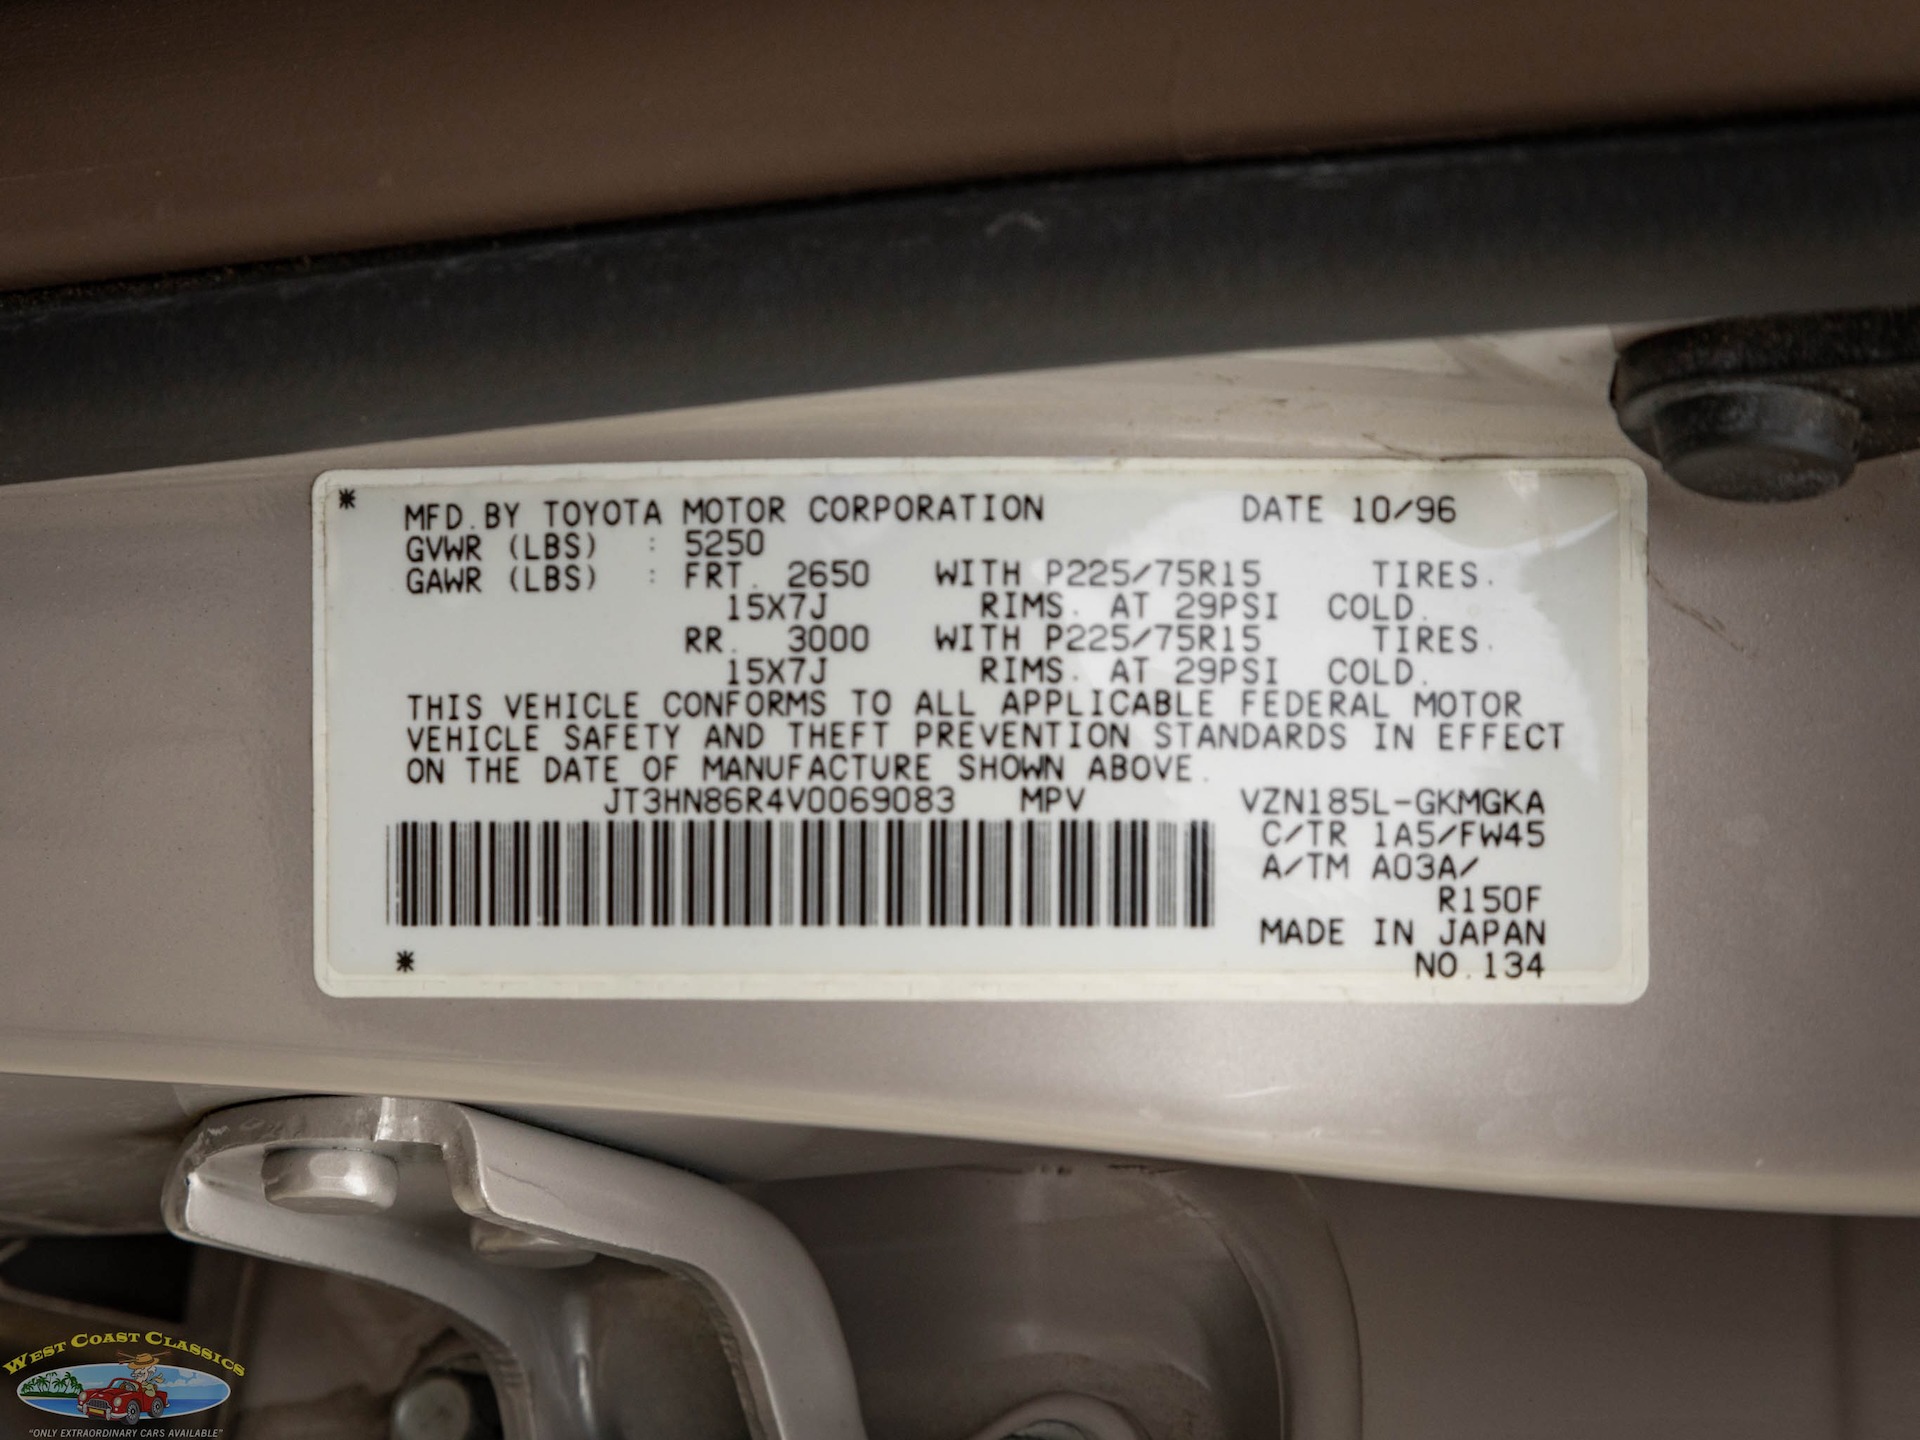 * MFD.BY TOYOTA MOTOR CORPORATION DATE 10/96
GVWR (LBS) : 5250
GAWR (LBS) : FRT. 2650 WITH P225/75R15 TIRES.
15X7J RIMS. AT 29PSI COLD.
RR. 3000 WITH P225/75R15 TIRES.
15X7J RIMS. AT 29PSI COLD.
THIS VEHICLE CONFORMS TO ALL APPLICABLE FEDERAL MOTOR
VEHICLE SAFETY AND THEFT PREVENTION STANDARDS IN EFFECT
ON THE DATE OF MANUFACTURE SHOWN ABOVE.
JT3HN86R4V0069083 MPV VZN185L-GKMGKA
C/TR 1A5/FW45
A/TM A03A/
R150F
MADE IN JAPAN
* NO.134
WEST COAST CLASSICS
"ONLY EXTRAORDINARY CARS AVAILABLE"